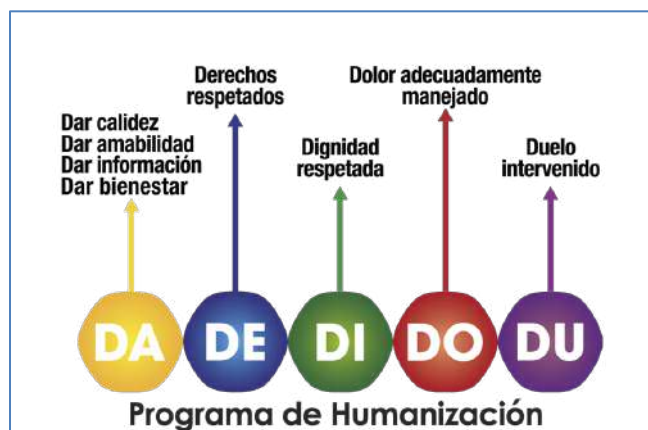 Dar calidez
Dar amabilidad
Dar información
Dar bienestar
Derechos
respetados
Dignidad
respetada
Dolor adecuadamente
manejado
Duelo
intervenido
DA DE DI DO DU
Programa de Humanización